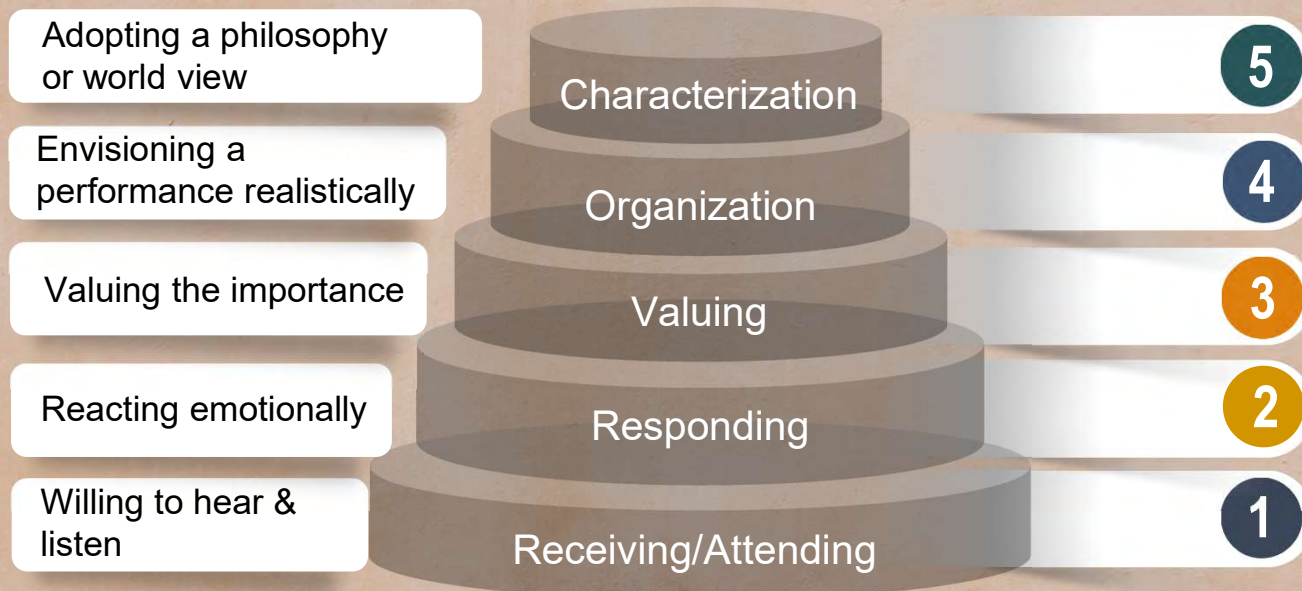 Adopting a philosophy
or world view
Characterization
5
Envisioning a
performance realistically
Organization
4
Valuing the importance
Valuing
3
Reacting emotionally
Responding
2
Willing to hear &
listen
Receiving/Attending
1